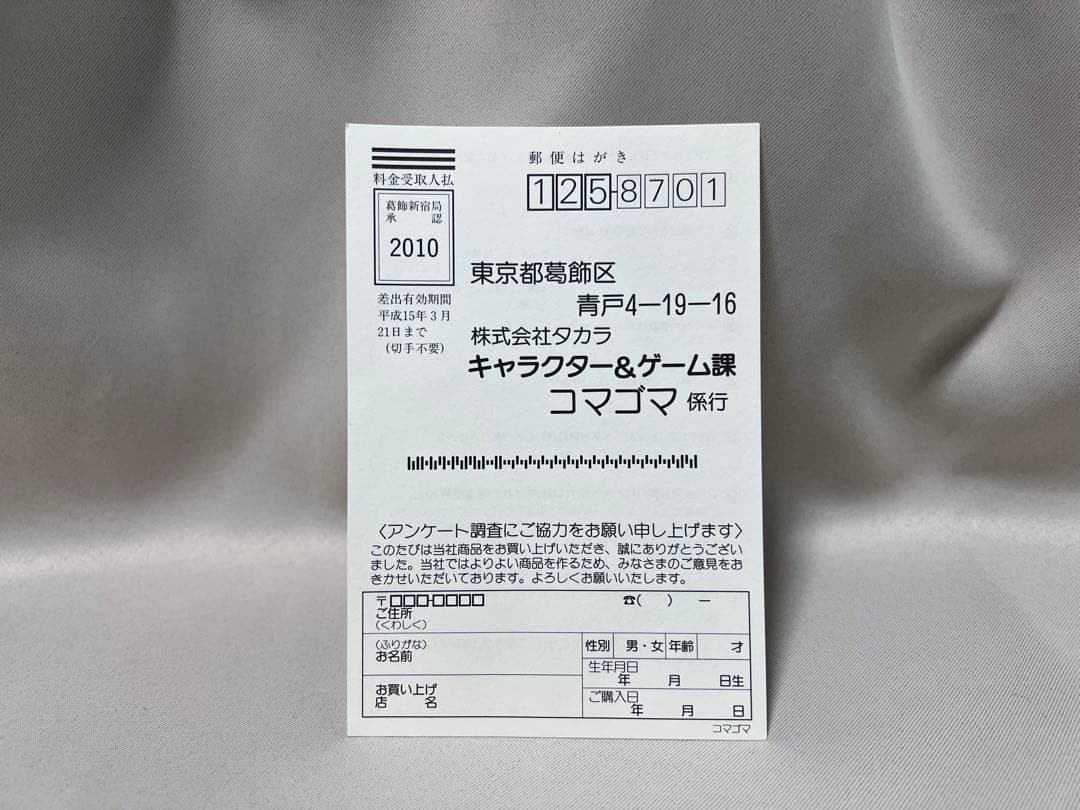 郵便はがき
125-8701
料金受取人払
葛飾新宿局
承　認
2010
差出有効期間
平成15年3月
21日まで
(切手不要)
東京都葛飾区
青戸4−19−16
株式会社タカラ
キャラクター&ゲーム課
コマゴマ 係行
〈アンケート調査にご協力をお願い申し上げます〉
このたびは当社商品をお買い上げいただき、誠にありがとうござい
ました。当社ではよりよい商品を作るため、みなさまのご意見をお
きかせいただいております。よろしくお願いいたします。
〒□□□-□□□□ ☎(　　)　−
ご住所
(くわしく)
(ふりがな)
お名前
性別 男・女 年齢 才
生年月日
年　月　日生
お買い上げ
店　名
ご購入日
年　月　日
コマゴマ